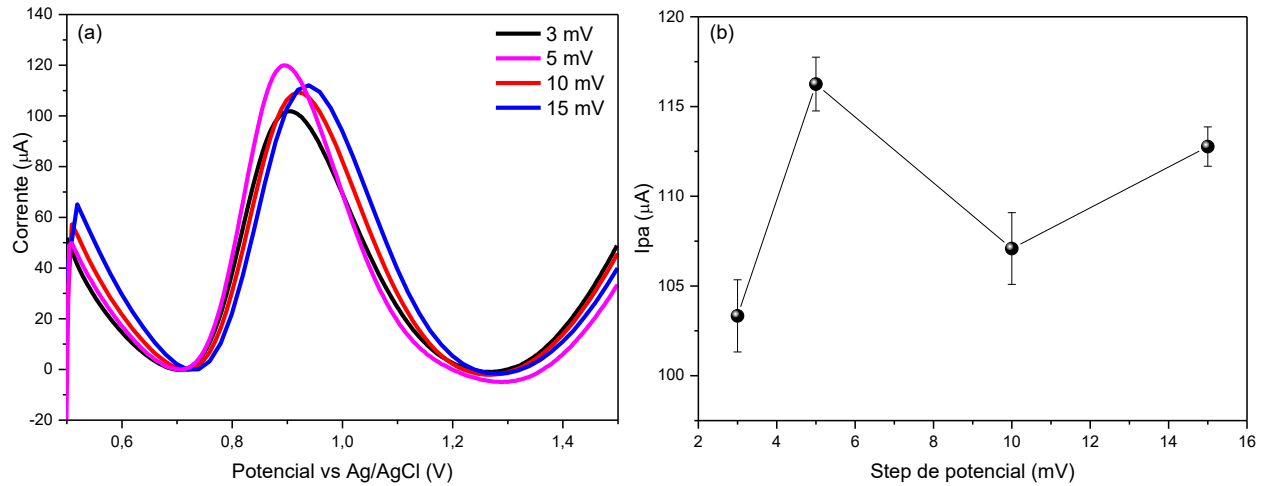 (a)
3 mV
5 mV
10 mV
15 mV
Corrente (µA)
140
120
100
80
60
40
20
0
-20
0,6
0,8
1,0
1,2
1,4
Potencial vs Ag/AgCl (V)
(b)
Ipa (µA)
120
115
110
105
100
2
4
6
8
10
12
14
16
Step de potencial (mV)